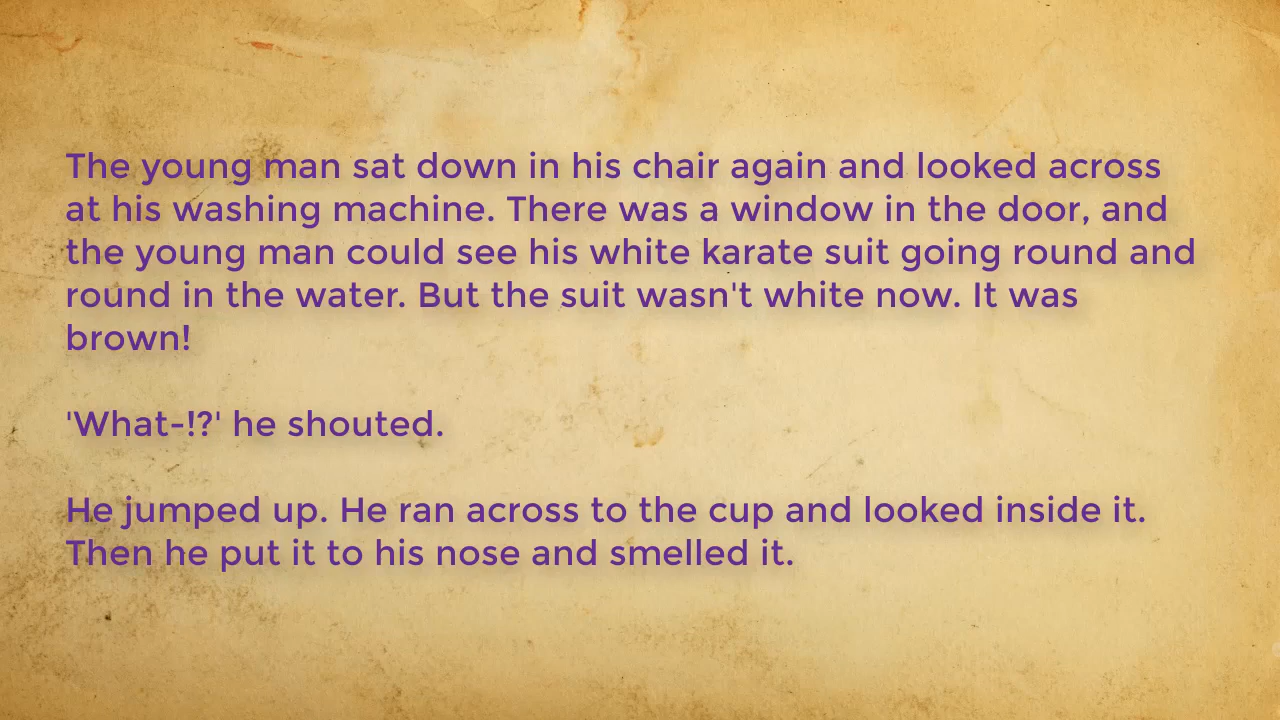 The young man sat down in his chair again and looked across
at his washing machine. There was a window in the door, and
the young man could see his white karate suit going round and
round in the water. But the suit wasn't white now. It was
brown!
'What-!?' he shouted.
He jumped up. He ran across to the cup and looked inside it.
Then he put it to his nose and smelled it.